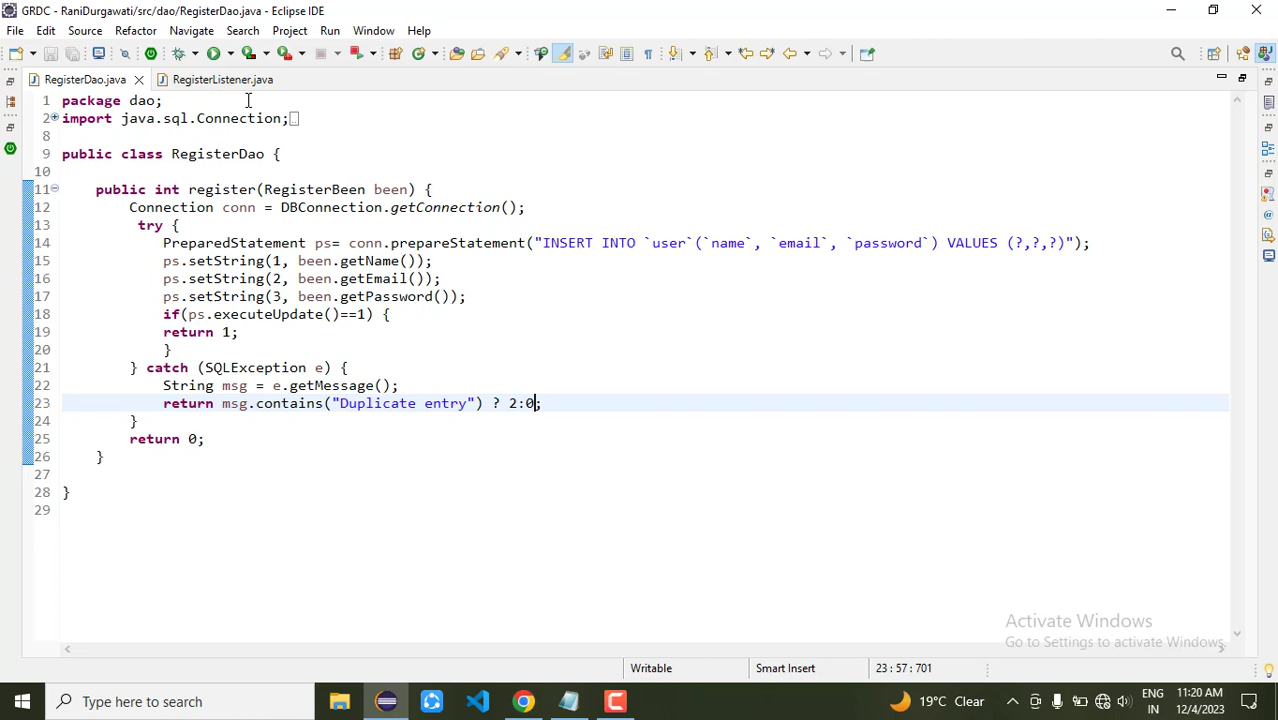 GRDC - RaniDurgawati/src/dao/RegisterDao.java - Eclipse IDE
File Edit Source Refactor Navigate Search Project Run Window Help
RegisterDao.java RegisterListener.java
1 package dao;
2 import java.sql.Connection;
8
9 public class RegisterDao {
10
11 public int register(RegisterBeen been) {
12 Connection conn = DBConnection.getConnection();
13 try {
14 PreparedStatement ps= conn.prepareStatement("INSERT INTO `user`(`name`, `email`, `password`) VALUES (?,?,?)");
15 ps.setString(1, been.getName());
16 ps.setString(2, been.getEmail());
17 ps.setString(3, been.getPassword());
18 if(ps.executeUpdate()==1) {
19 return 1;
20 }
21 } catch (SQLException e) {
22 String msg = e.getMessage();
23 return msg.contains("Duplicate entry") ? 2:0;
24 }
25 return 0;
26 }
27
28 }
29
Activate Windows
Go to Settings to activate Windows.
Writable Smart Insert 23 : 57 : 701
Type here to search
19°C Clear
ENG
IN
11:20 AM
12/4/2023